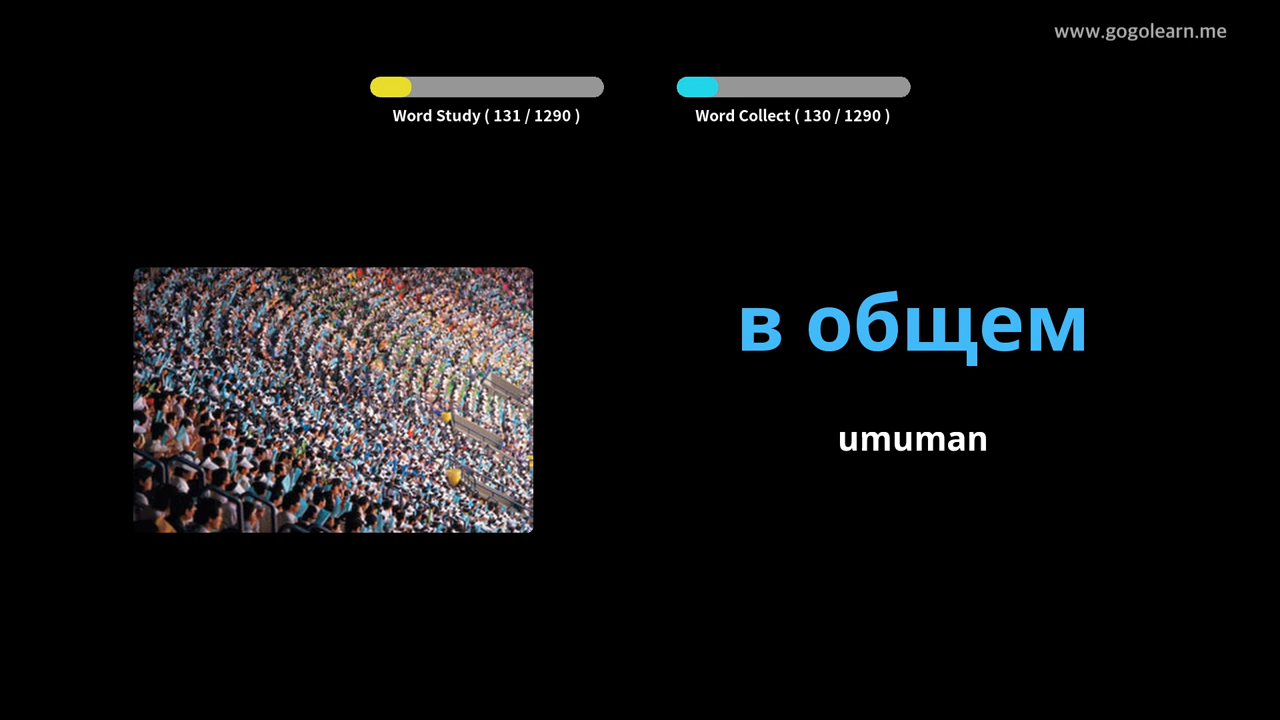 www.gogolearn.me
Word Study ( 131 / 1290 )
Word Collect ( 130 / 1290 )
в общем
umuman